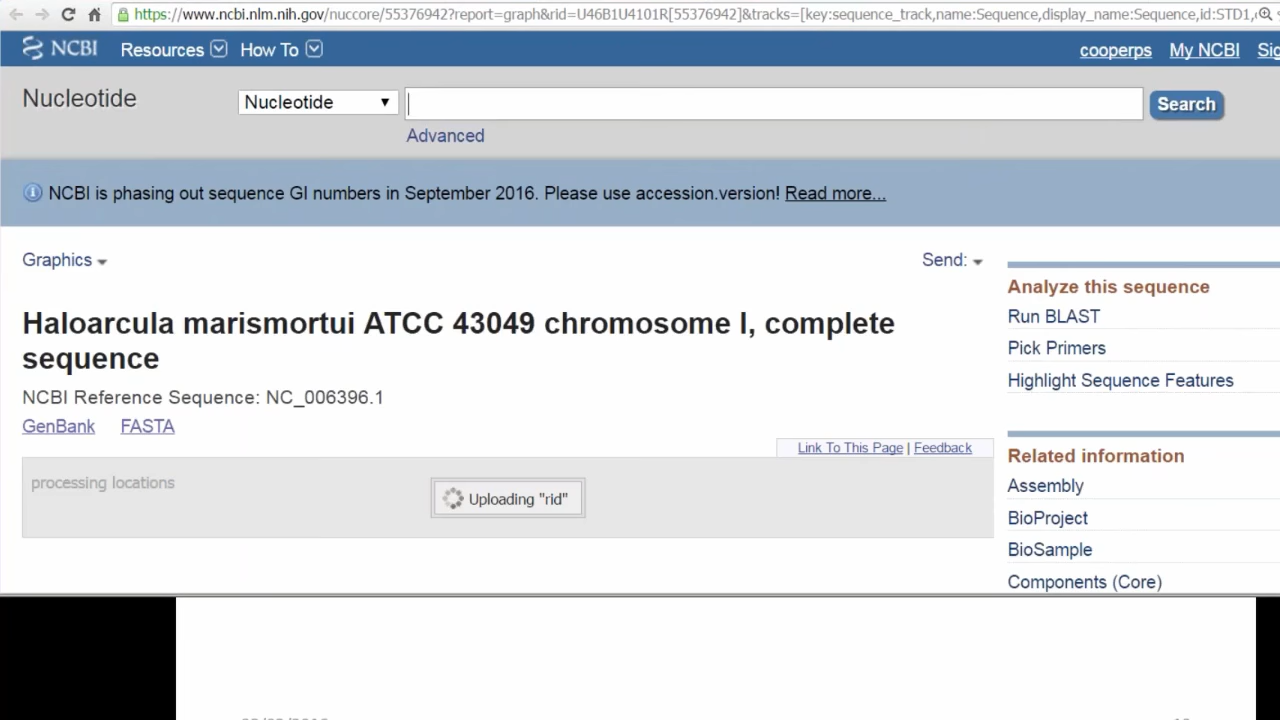 https://www.ncbi.nlm.nih.gov/nuccore/55376942?report=graph&rid=U46B1U4101R[55376942]&tracks=[key:sequence_track,name:Sequence,display_name:Sequence,id:STD1,
NCBI Resources How To cooperps My NCBI
Nucleotide Nucleotide Search
Advanced
NCBI is phasing out sequence GI numbers in September 2016. Please use accession.version! Read more...
Graphics Send:
Haloarcula marismortui ATCC 43049 chromosome I, complete
sequence
NCBI Reference Sequence: NC_006396.1
GenBank FASTA
Link To This Page | Feedback
processing locations
Uploading "rid"
Analyze this sequence
Run BLAST
Pick Primers
Highlight Sequence Features
Related information
Assembly
BioProject
BioSample
Components (Core)